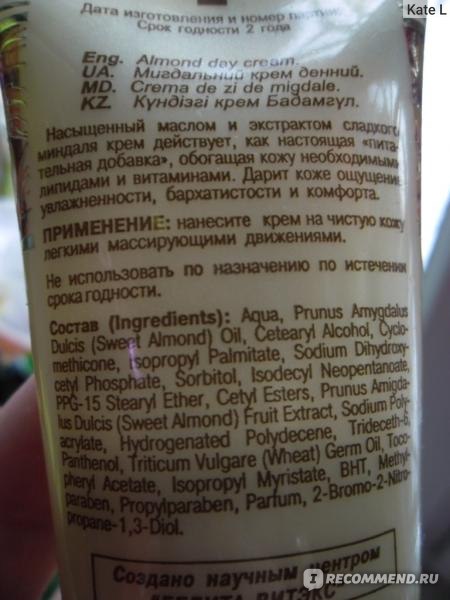 Kate L
Дата изготовления и номер партии:
Срок годности 2 года
Eng. Almond day cream.
UA. Мигдальний крем денний.
MD. Crema de zi de migdale.
KZ. Күндізгі крем Бадамгүл.
Насыщенный маслом и экстрактом сладкого
миндаля крем действует, как настоящая «пита-
тельная добавка», обогащая кожу необходимыми
липидами и витаминами. Дарит коже ощущение
увлажненности, бархатистости и комфорта.
ПРИМЕНЕНИЕ: нанесите крем на чистую кожу
легкими массирующими движениями.
Не использовать по назначению по истечении
срока годности.
Состав (Ingredients): Aqua, Prunus Amygdalus
Dulcis (Sweet Almond) Oil, Cetearyl Alcohol, Cyclo-
methicone, Isopropyl Palmitate, Sodium Dihydroxy-
cetyl Phosphate, Sorbitol, Isodecyl Neopentanoate,
PPG-15 Stearyl Ether, Cetyl Esters, Prunus Amigda-
lus Dulcis (Sweet Almond) Fruit Extract, Sodium Poly-
acrylate, Hydrogenated Polydecene, Trideceth-6,
Panthenol, Triticum Vulgare (Wheat) Germ Oil, Toco-
pheryl Acetate, Isopropyl Myristate, BHT, Methyl-
paraben, Propylparaben, Parfum, 2-Bromo-2-Nitro-
propane-1,3-Diol.
Создано научным центром
IRECOMMEND.RU